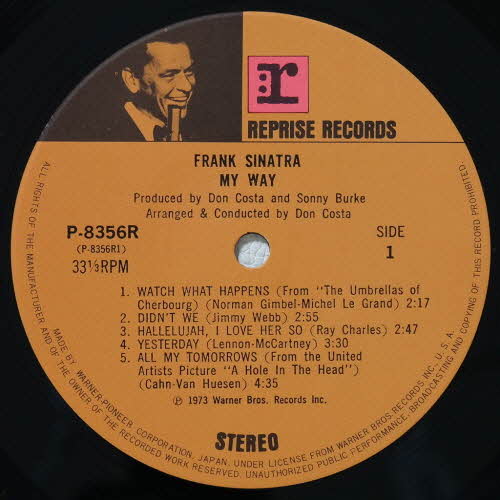 r
REPRISE RECORDS
FRANK SINATRA
MY WAY
Produced by Don Costa and Sonny Burke
Arranged & Conducted by Don Costa
P-8356R
(P-8356R1)
33⅓RPM
SIDE
1
1. WATCH WHAT HAPPENS (From "The Umbrellas of
Cherbourg) (Norman Gimbel-Michel Le Grand) 2:17
2. DIDN'T WE (Jimmy Webb) 2:55
3. HALLELUJAH, I LOVE HER SO (Ray Charles) 2:47
4. YESTERDAY (Lennon-McCartney) 3:30
5. ALL MY TOMORROWS (From the United
Artists Picture "A Hole In The Head")
(Cahn-Van Huesen) 4:35
Ⓟ 1973 Warner Bros. Records Inc.
STEREO
ALL RIGHTS OF THE MANUFACTURER AND OF THE OWNER OF THE RECORDED WORK RESERVED. UNAUTHORIZED PUBLIC PERFORMANCE, BROADCASTING AND COPYING OF THIS RECORD PROHIBITED.
MADE BY WARNER-PIONEER CORPORATION, JAPAN, UNDER LICENSE FROM WARNER BROS. RECORDS INC., U.S.A.